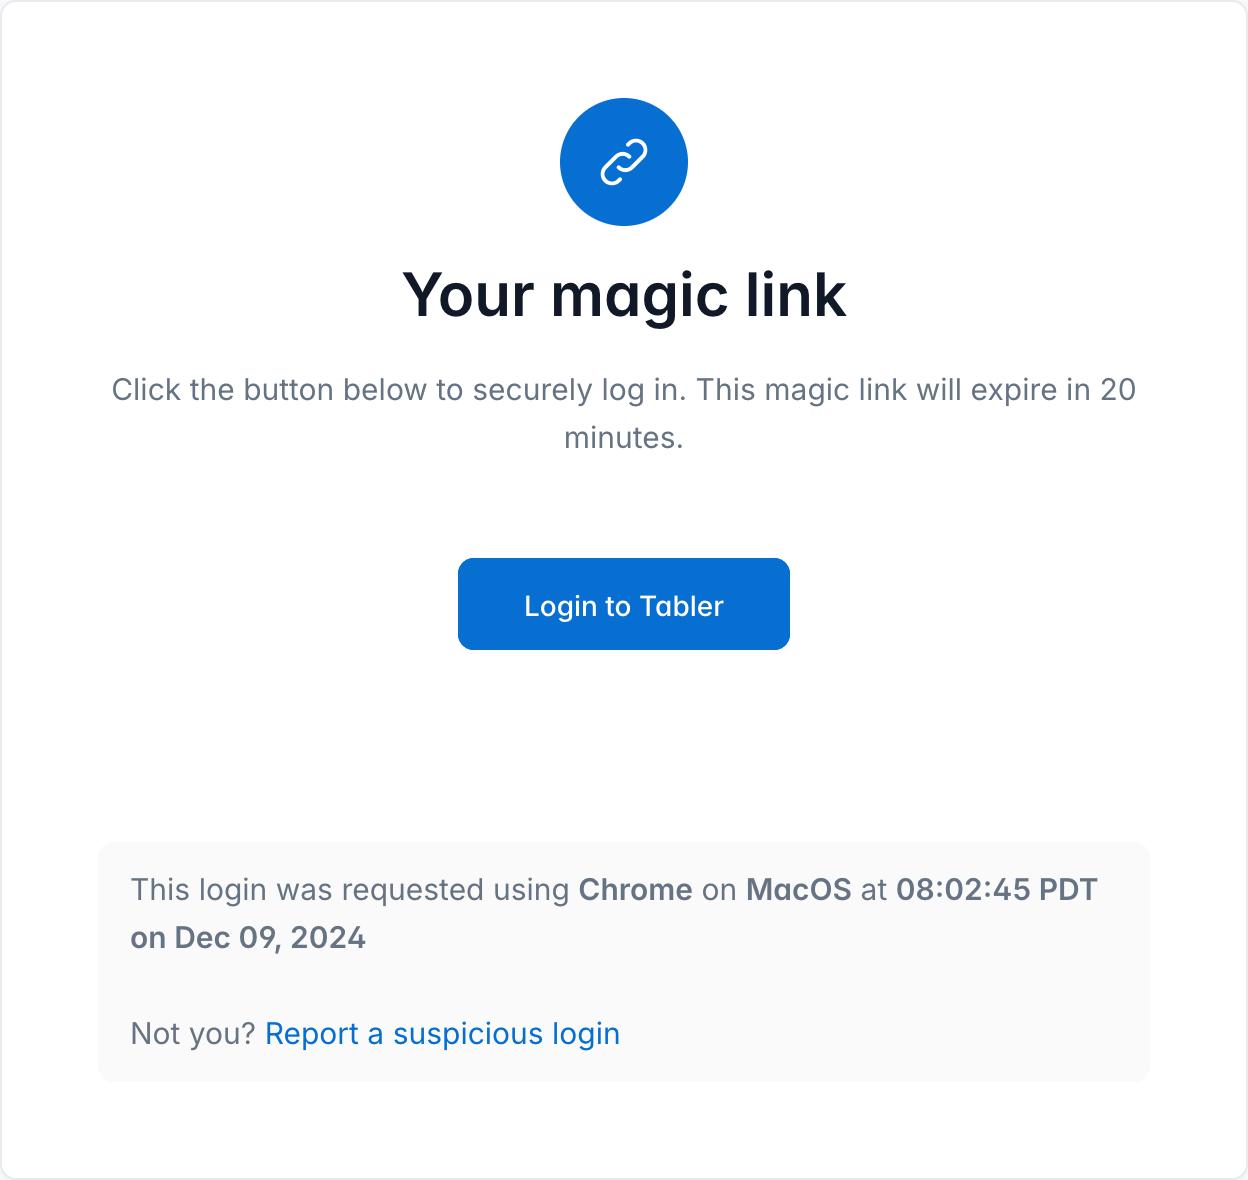 Your magic link
Click the button below to securely log in. This magic link will expire in 20
minutes.
Login to Tabler
This login was requested using Chrome on MacOS at 08:02:45 PDT
on Dec 09, 2024
Not you? Report a suspicious login